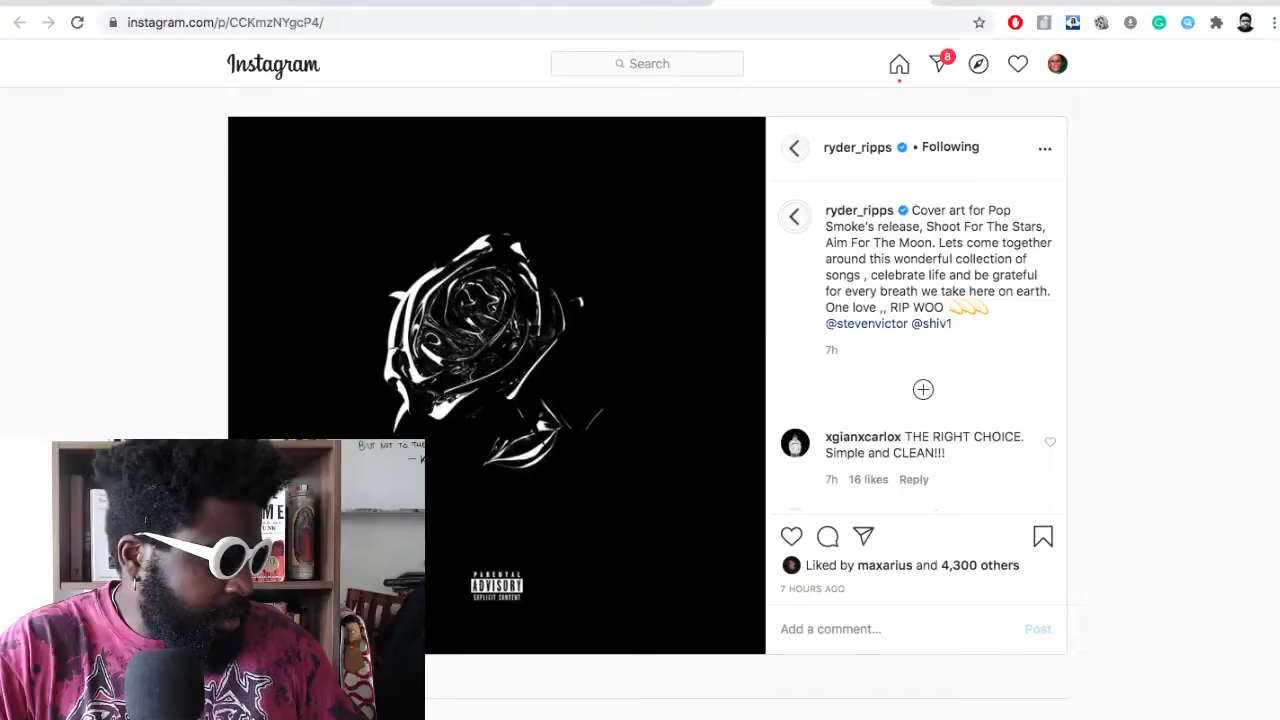 instagram.com/p/CCKmzNYgcP4/
Instagram
Search
8
ryder_ripps • Following
ryder_ripps Cover art for Pop
Smoke's release, Shoot For The Stars,
Aim For The Moon. Lets come together
around this wonderful collection of
songs , celebrate life and be grateful
for every breath we take here on earth.
One love ,, RIP WOO
@stevenvictor @shiv1
7h
xgianxcarlox THE RIGHT CHOICE.
Simple and CLEAN!!!
7h 16 likes Reply
Liked by maxarius and 4,300 others
7 HOURS AGO
Add a comment... Post
PARENTAL
ADVISORY
EXPLICIT CONTENT
BUT NOT TO THE